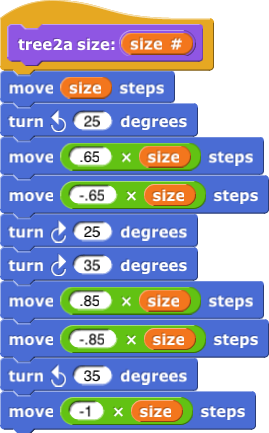 tree2a size: size #
move size steps
turn ↺ 25 degrees
move .65 × size steps
move -.65 × size steps
turn ↻ 25 degrees
turn ↻ 35 degrees
move .85 × size steps
move -.85 × size steps
turn ↺ 35 degrees
move -1 × size steps